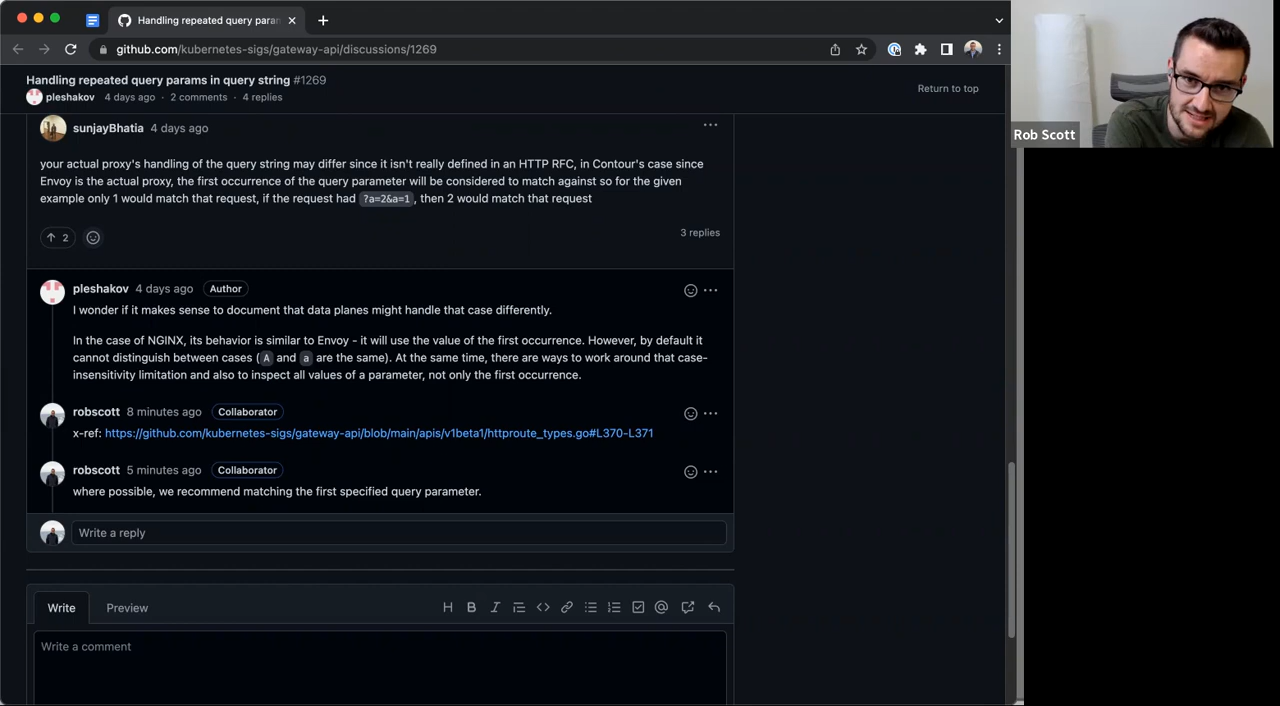 Handling repeated query param
github.com/kubernetes-sigs/gateway-api/discussions/1269
Handling repeated query params in query string #1269
pleshakov 4 days ago · 2 comments · 4 replies
Return to top
sunjayBhatia 4 days ago
your actual proxy's handling of the query string may differ since it isn't really defined in an HTTP RFC, in Contour's case since
Envoy is the actual proxy, the first occurrence of the query parameter will be considered to match against so for the given
example only 1 would match that request, if the request had ?a=2&a=1, then 2 would match that request
2
3 replies
pleshakov 4 days ago Author
I wonder if it makes sense to document that data planes might handle that case differently.
In the case of NGINX, its behavior is similar to Envoy - it will use the value of the first occurrence. However, by default it
cannot distinguish between cases (A and a are the same). At the same time, there are ways to work around that case-
insensitivity limitation and also to inspect all values of a parameter, not only the first occurrence.
robscott 8 minutes ago Collaborator
x-ref: https://github.com/kubernetes-sigs/gateway-api/blob/main/apis/v1beta1/httproute_types.go#L370-L371
robscott 5 minutes ago Collaborator
where possible, we recommend matching the first specified query parameter.
Write a reply
Write Preview
Write a comment
Rob Scott